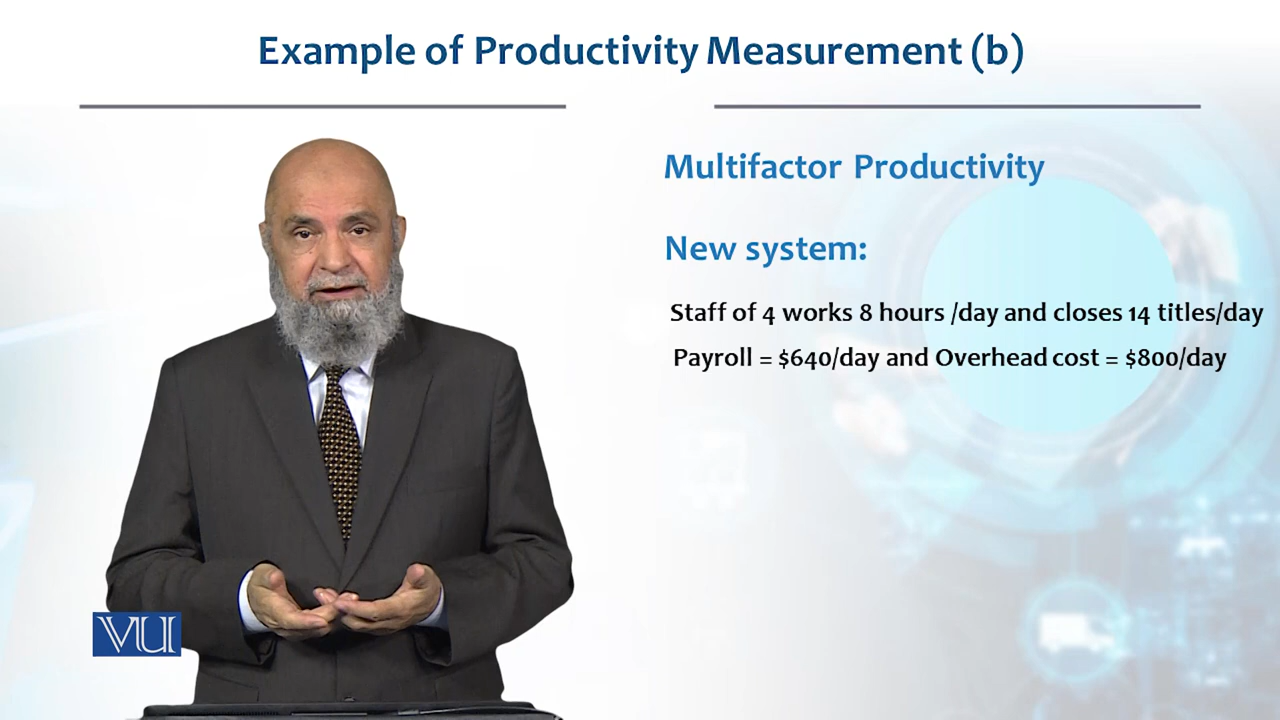 Example of Productivity Measurement (b)
Multifactor Productivity
New system:
Staff of 4 works 8 hours /day and closes 14 titles/day
Payroll = $640/day and Overhead cost = $800/day
VU